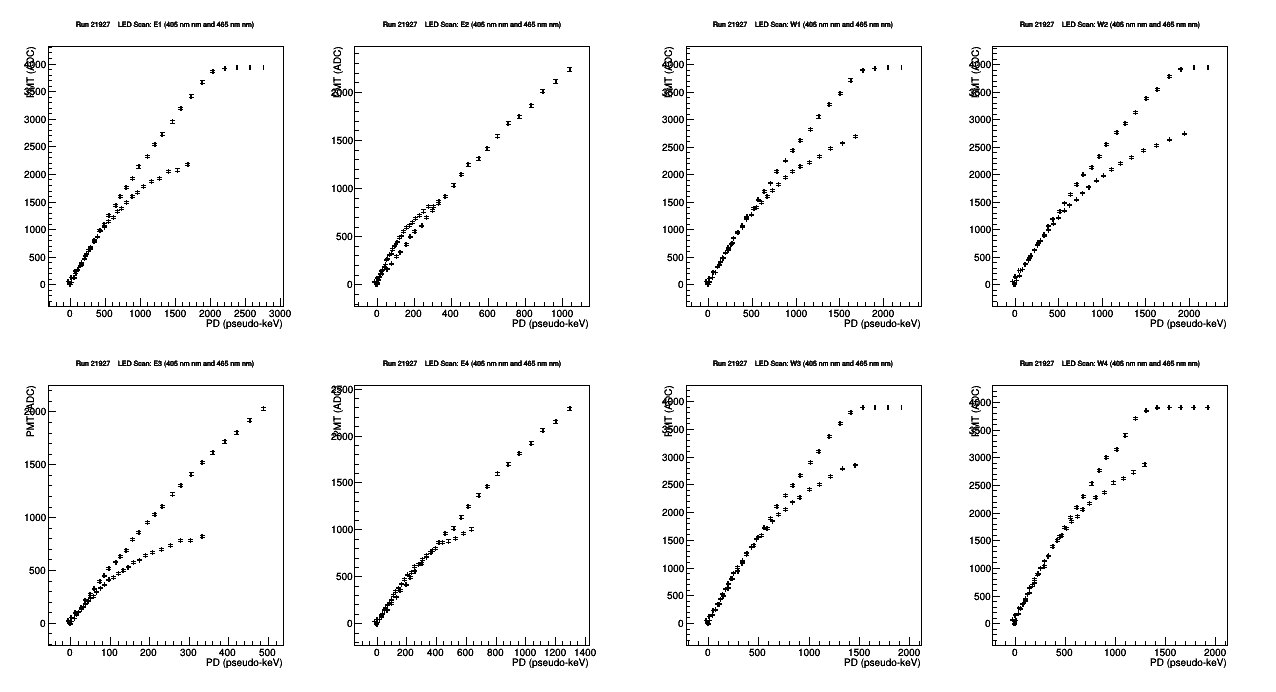 Run 21927 LED Scan: E1 (405 nm nm and 465 nm nm)
PMT (ADC)
4000
3500
3000
2500
2000
1500
1000
500
0
0 500 1000 1500 2000 2500 3000
PD (pseudo-keV)
Run 21927 LED Scan: E2 (405 nm nm and 465 nm nm)
PMT (ADC)
2000
1500
1000
500
0
0 200 400 600 800 1000
PD (pseudo-keV)
Run 21927 LED Scan: W1 (405 nm nm and 465 nm nm)
PMT (ADC)
4000
3500
3000
2500
2000
1500
1000
500
0
0 500 1000 1500 2000
PD (pseudo-keV)
Run 21927 LED Scan: W2 (405 nm nm and 465 nm nm)
PMT (ADC)
4000
3500
3000
2500
2000
1500
1000
500
0
0 500 1000 1500 2000
PD (pseudo-keV)
Run 21927 LED Scan: E3 (405 nm nm and 465 nm nm)
PMT (ADC)
2000
1500
1000
500
0
0 100 200 300 400 500
PD (pseudo-keV)
Run 21927 LED Scan: E4 (405 nm nm and 465 nm nm)
PMT (ADC)
2500
2000
1500
1000
500
0
0 200 400 600 800 1000 1200 1400
PD (pseudo-keV)
Run 21927 LED Scan: W3 (405 nm nm and 465 nm nm)
PMT (ADC)
4000
3500
3000
2500
2000
1500
1000
500
0
0 500 1000 1500 2000
PD (pseudo-keV)
Run 21927 LED Scan: W4 (405 nm nm and 465 nm nm)
PMT (ADC)
4000
3500
3000
2500
2000
1500
1000
500
0
0 500 1000 1500 2000
PD (pseudo-keV)